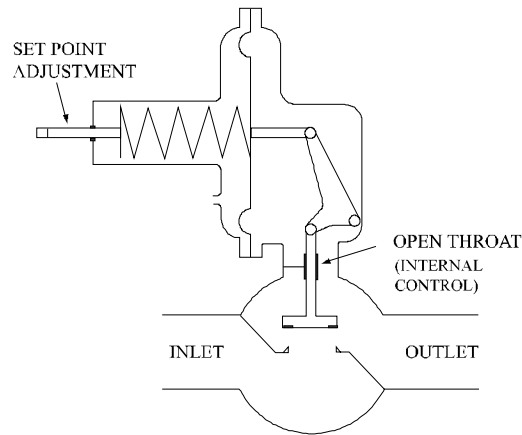 SET POINT
ADJUSTMENT
OPEN THROAT
(INTERNAL
CONTROL)
INLET
OUTLET